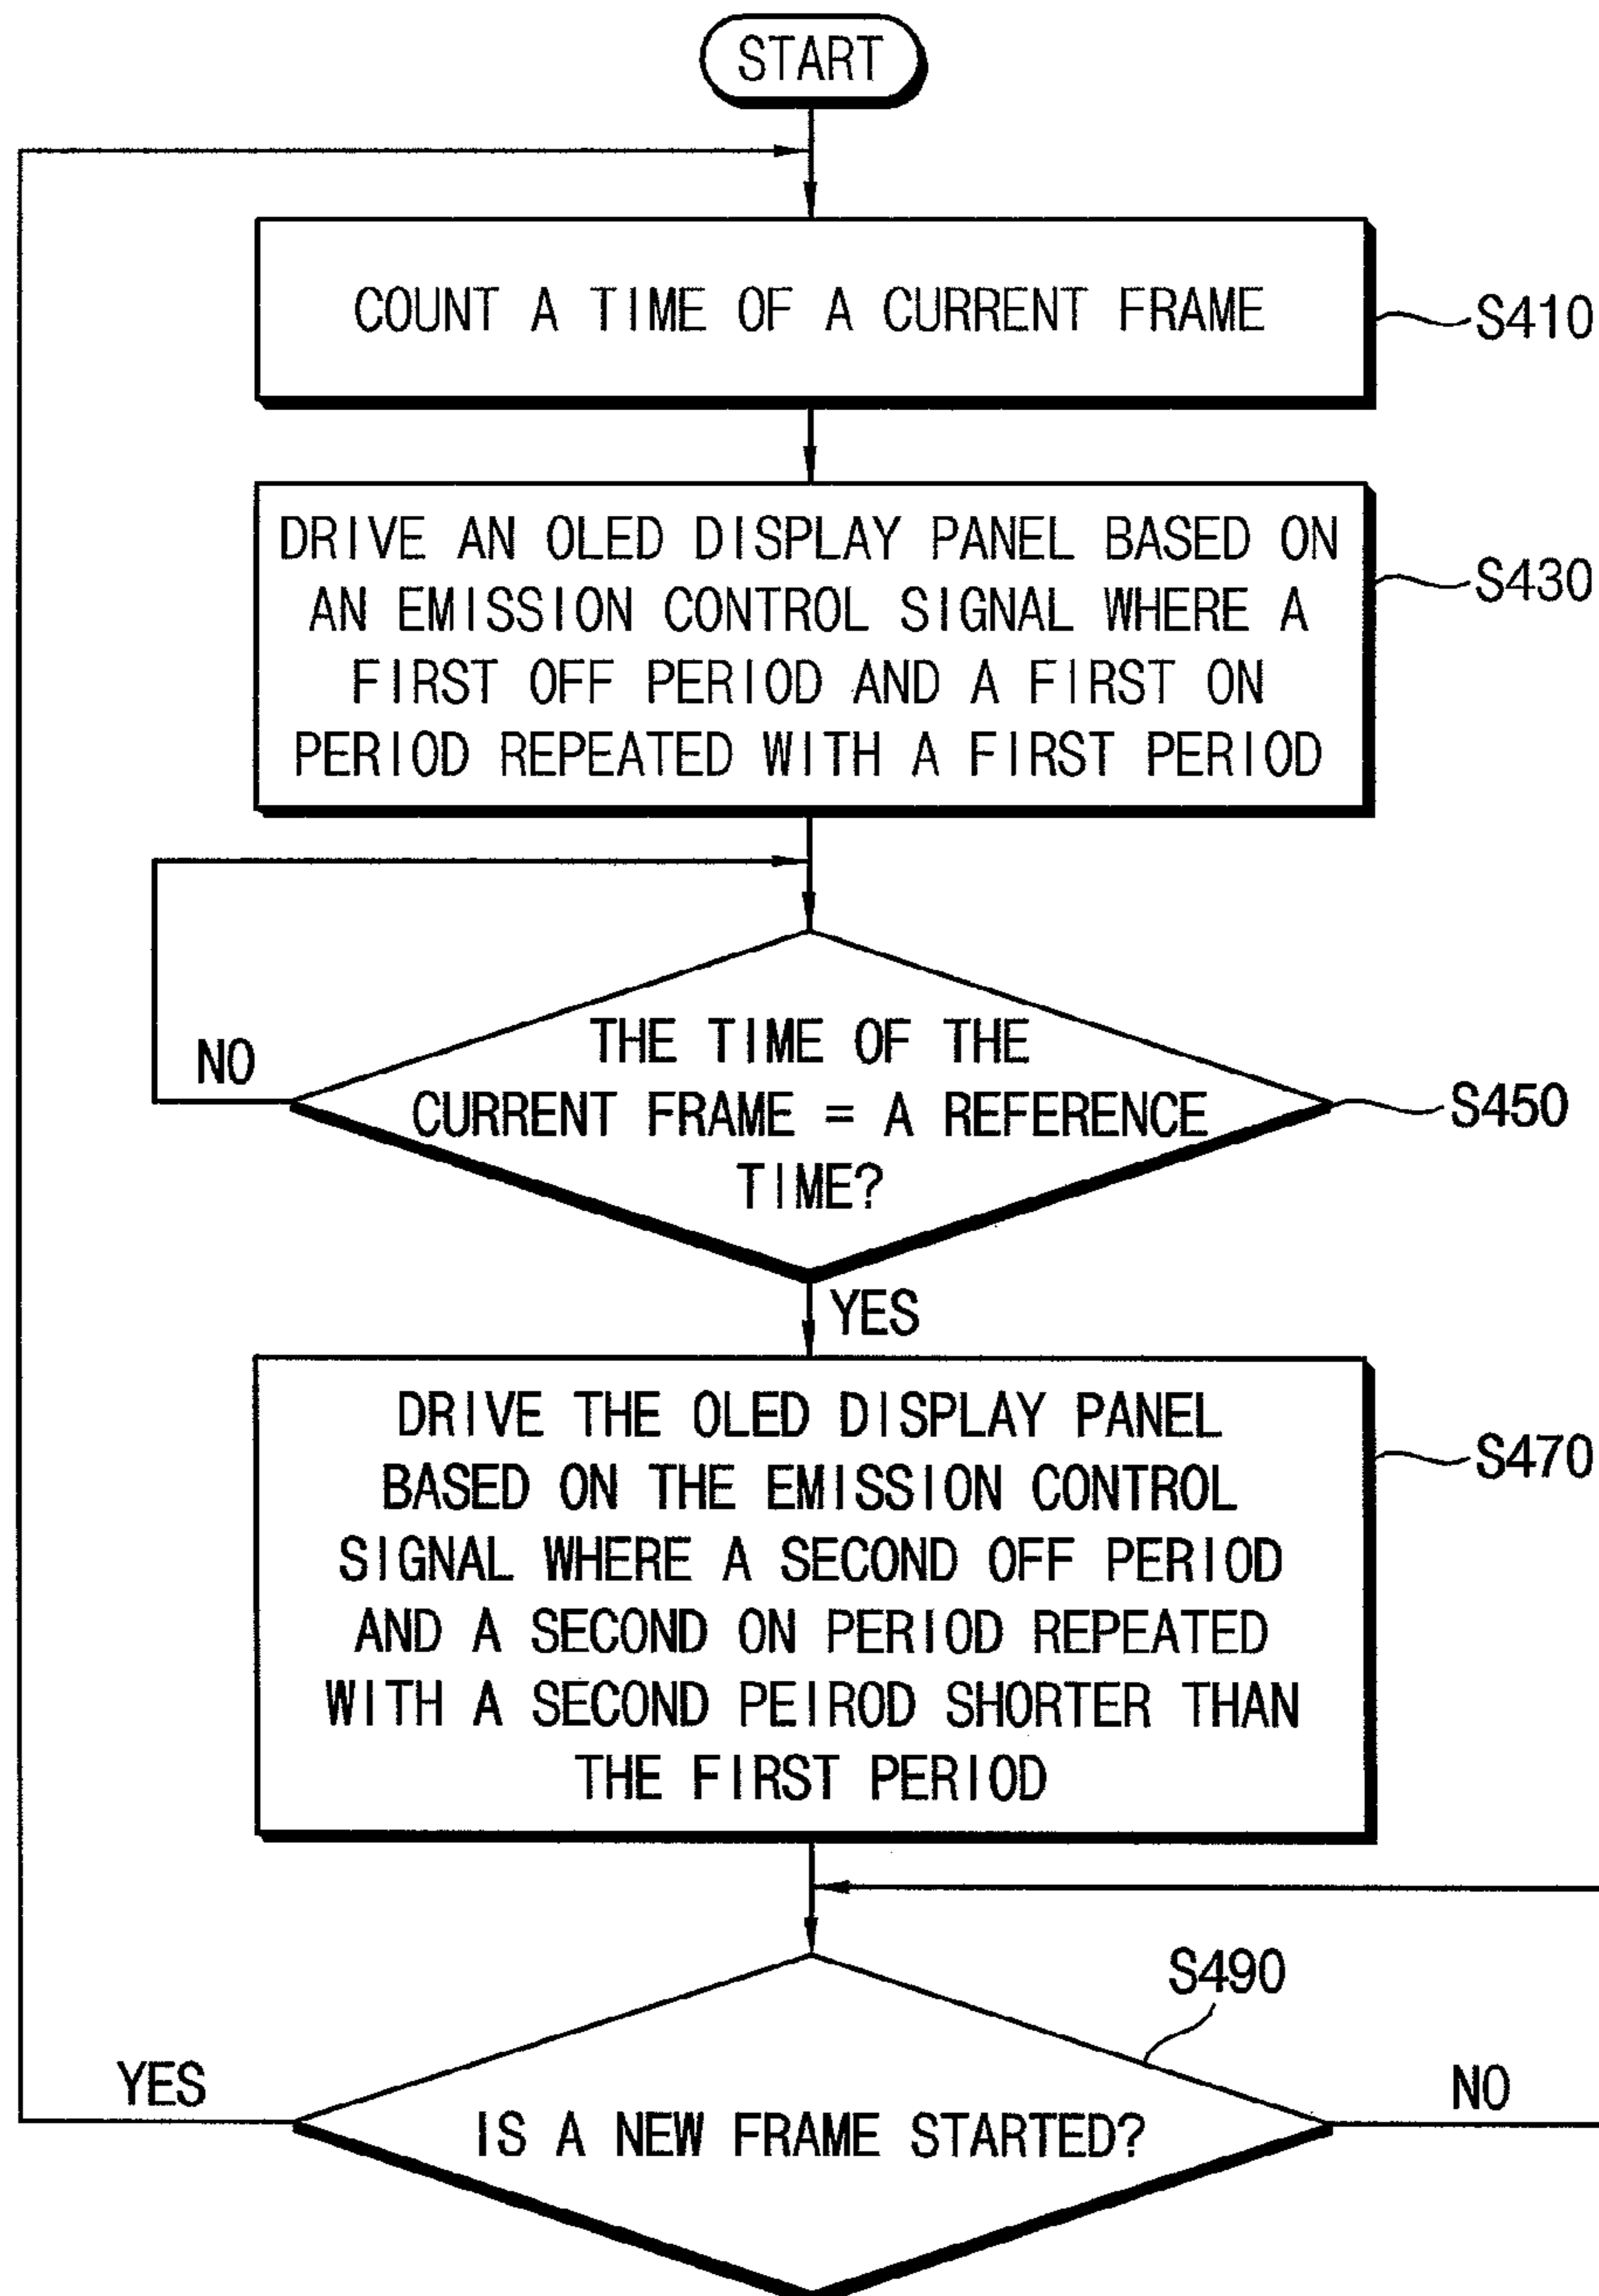 START
COUNT A TIME OF A CURRENT FRAME
S410
DRIVE AN OLED DISPLAY PANEL BASED ON
AN EMISSION CONTROL SIGNAL WHERE A
FIRST OFF PERIOD AND A FIRST ON
PERIOD REPEATED WITH A FIRST PERIOD
S430
THE TIME OF THE
CURRENT FRAME = A REFERENCE
TIME?
NO
S450
YES
DRIVE THE OLED DISPLAY PANEL
BASED ON THE EMISSION CONTROL
SIGNAL WHERE A SECOND OFF PERIOD
AND A SECOND ON PERIOD REPEATED
WITH A SECOND PEIROD SHORTER THAN
THE FIRST PERIOD
S470
S490
YES
IS A NEW FRAME STARTED?
NO